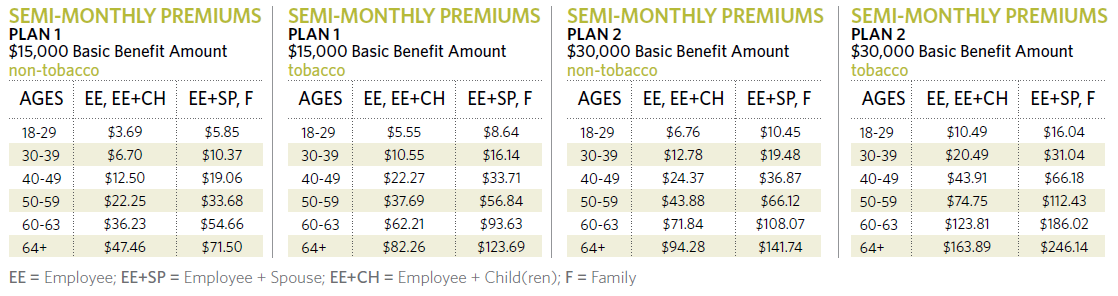 SEMI-MONTHLY PREMIUMS
PLAN 1
$15,000 Basic Benefit Amount
non-tobacco
AGES EE, EE+CH EE+SP, F
18-29 $3.69 $5.85
30-39 $6.70 $10.37
40-49 $12.50 $19.06
50-59 $22.25 $33.68
60-63 $36.23 $54.66
64+ $47.46 $71.50
SEMI-MONTHLY PREMIUMS
PLAN 1
$15,000 Basic Benefit Amount
tobacco
AGES EE, EE+CH EE+SP, F
18-29 $5.55 $8.64
30-39 $10.55 $16.14
40-49 $22.27 $33.71
50-59 $37.69 $56.84
60-63 $62.21 $93.63
64+ $82.26 $123.69
SEMI-MONTHLY PREMIUMS
PLAN 2
$30,000 Basic Benefit Amount
non-tobacco
AGES EE, EE+CH EE+SP, F
18-29 $6.76 $10.45
30-39 $12.78 $19.48
40-49 $24.37 $36.87
50-59 $43.88 $66.12
60-63 $71.84 $108.07
64+ $94.28 $141.74
SEMI-MONTHLY PREMIUMS
PLAN 2
$30,000 Basic Benefit Amount
tobacco
AGES EE, EE+CH EE+SP, F
18-29 $10.49 $16.04
30-39 $20.49 $31.04
40-49 $43.91 $66.18
50-59 $74.75 $112.43
60-63 $123.81 $186.02
64+ $163.89 $246.14
EE = Employee; EE+SP = Employee + Spouse; EE+CH = Employee + Child(ren); F = Family